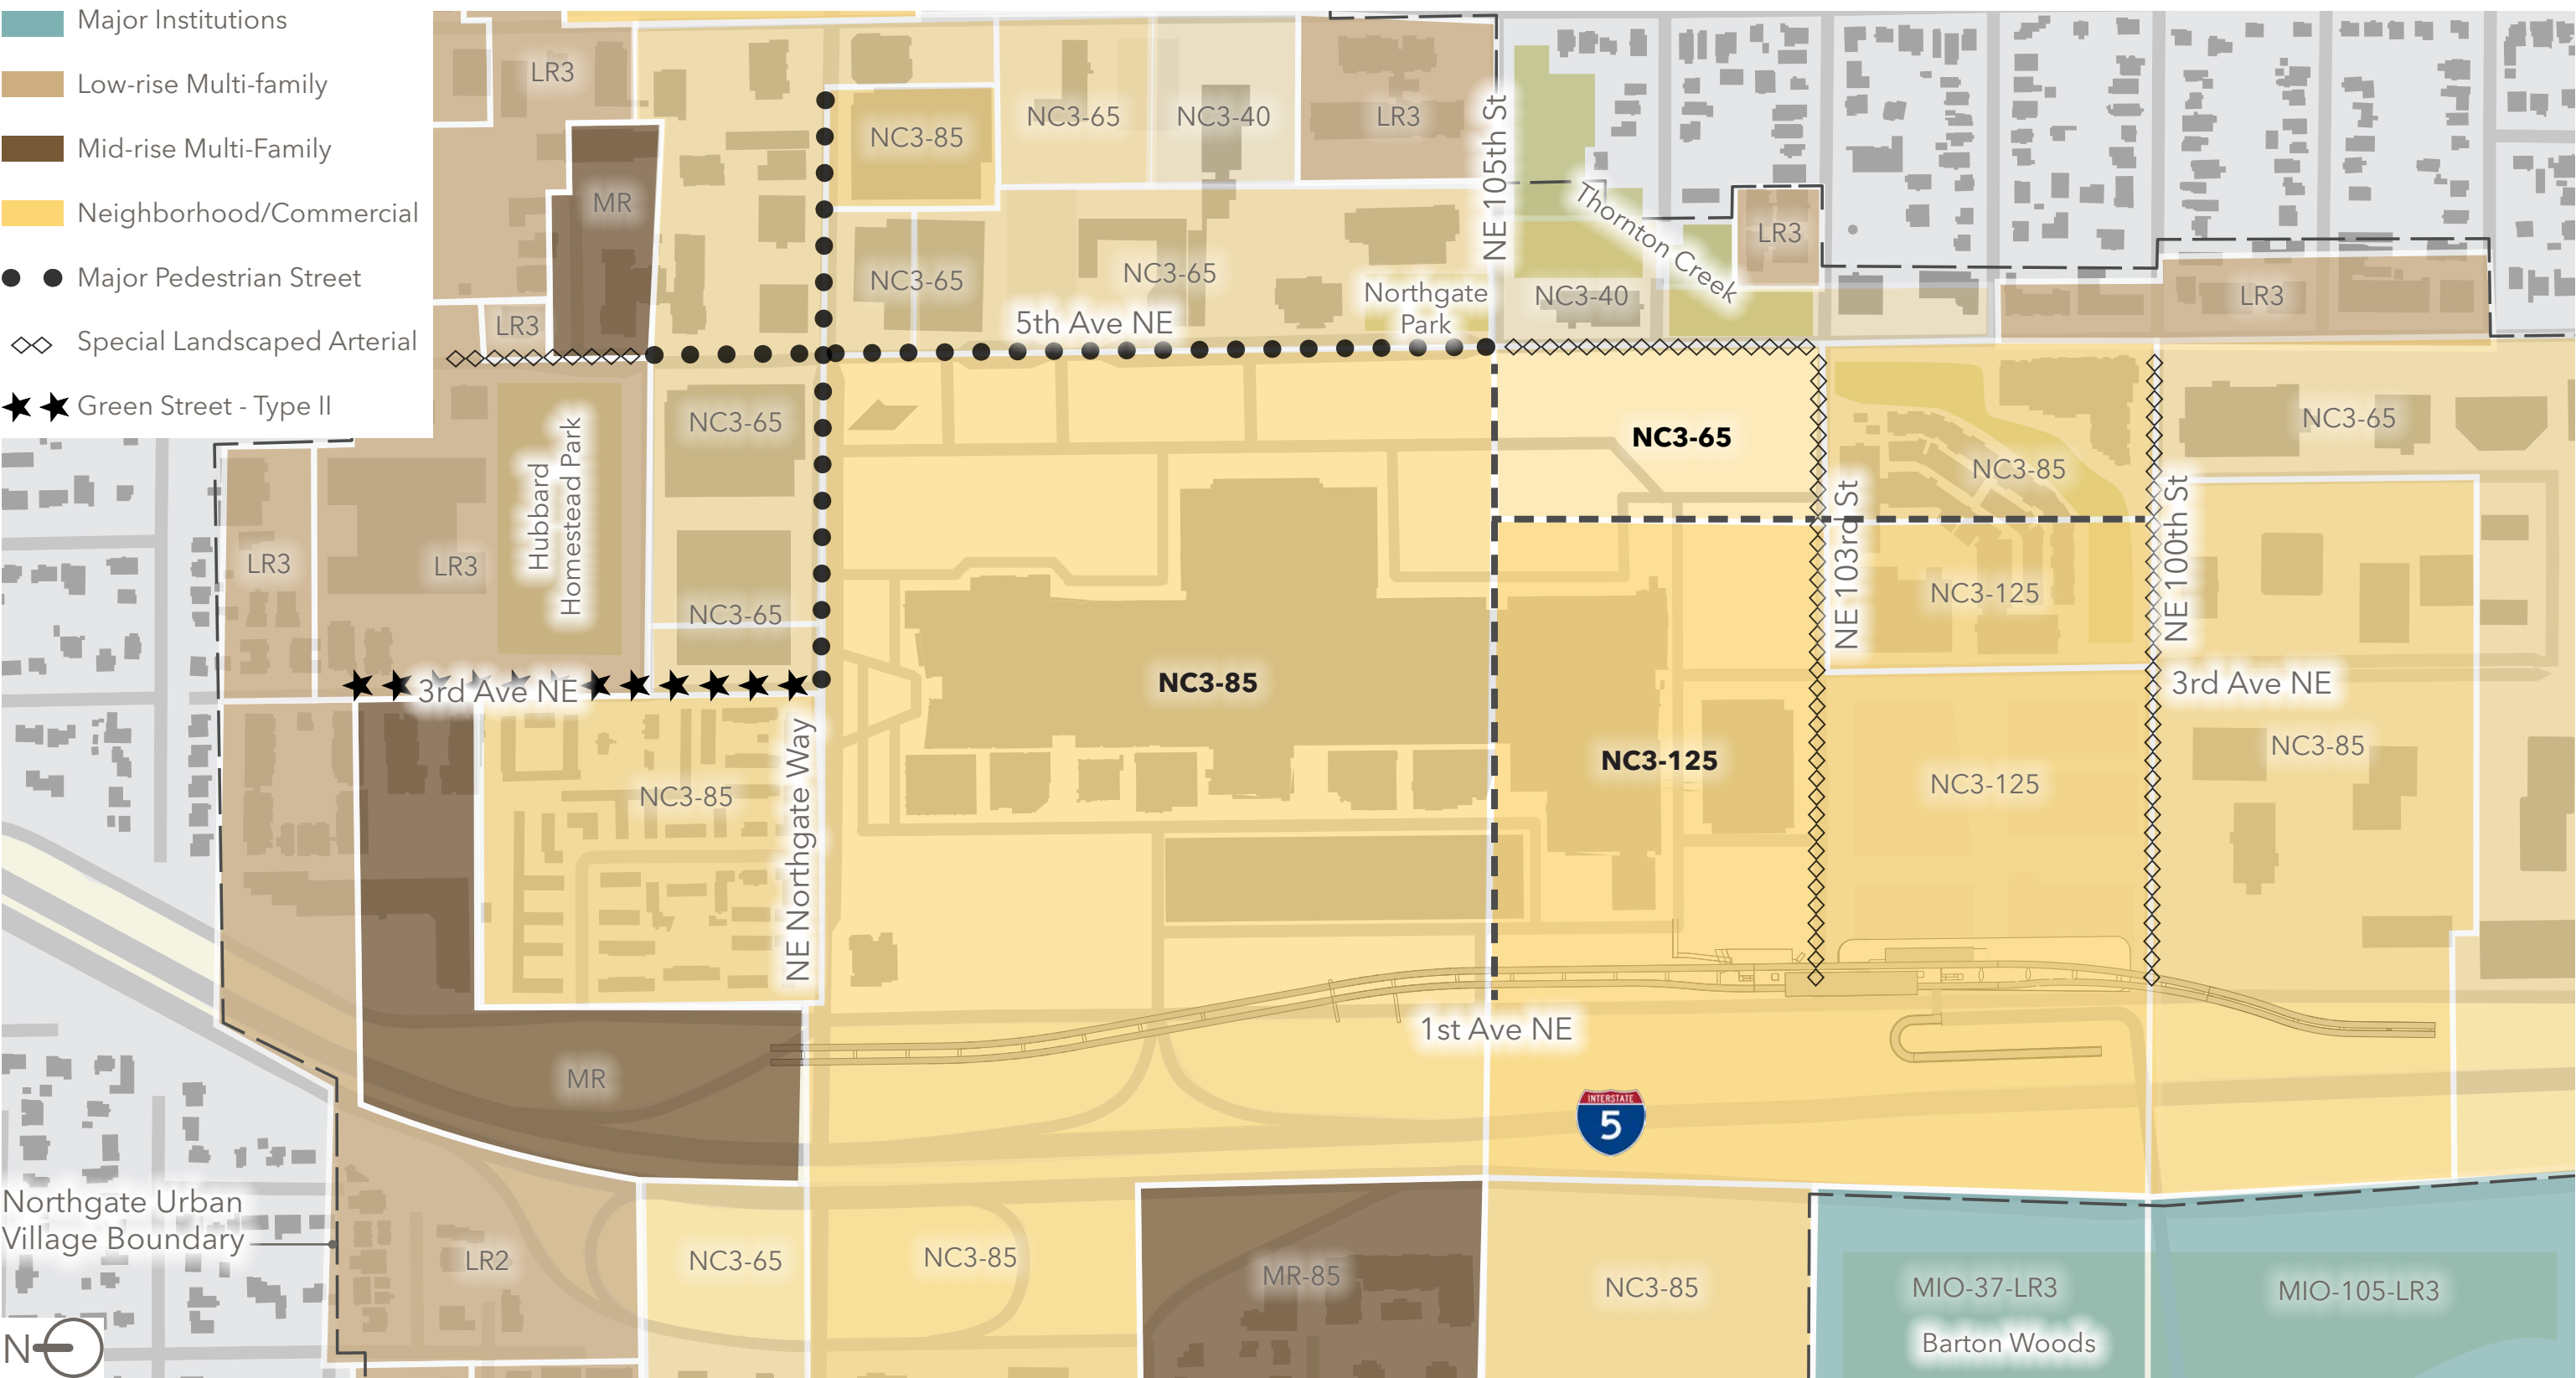 Major Institutions
Low-rise Multi-family
Mid-rise Multi-Family
Neighborhood/Commercial
Major Pedestrian Street
Special Landscaped Arterial
Green Street - Type II
LR3
MR
LR3
NC3-85
NC3-65
NC3-40
LR3
NE 105th St
Thornton Creek
LR3
NC3-65
NC3-65
5th Ave NE
Northgate
Park
NC3-40
LR3
NC3-65
Hubbard
Homestead Park
LR3
LR3
NC3-65
3rd Ave NE
NC3-85
NE Northgate Way
NC3-85
NC3-65
NC3-125
NE 103rd St
NC3-85
NC3-125
NC3-125
NE 100th St
NC3-65
3rd Ave NE
NC3-85
1st Ave NE
MR
INTERSTATE
5
Northgate Urban
Village Boundary
LR2
NC3-65
NC3-85
MR-85
NC3-85
MIO-37-LR3
Barton Woods
MIO-105-LR3
N